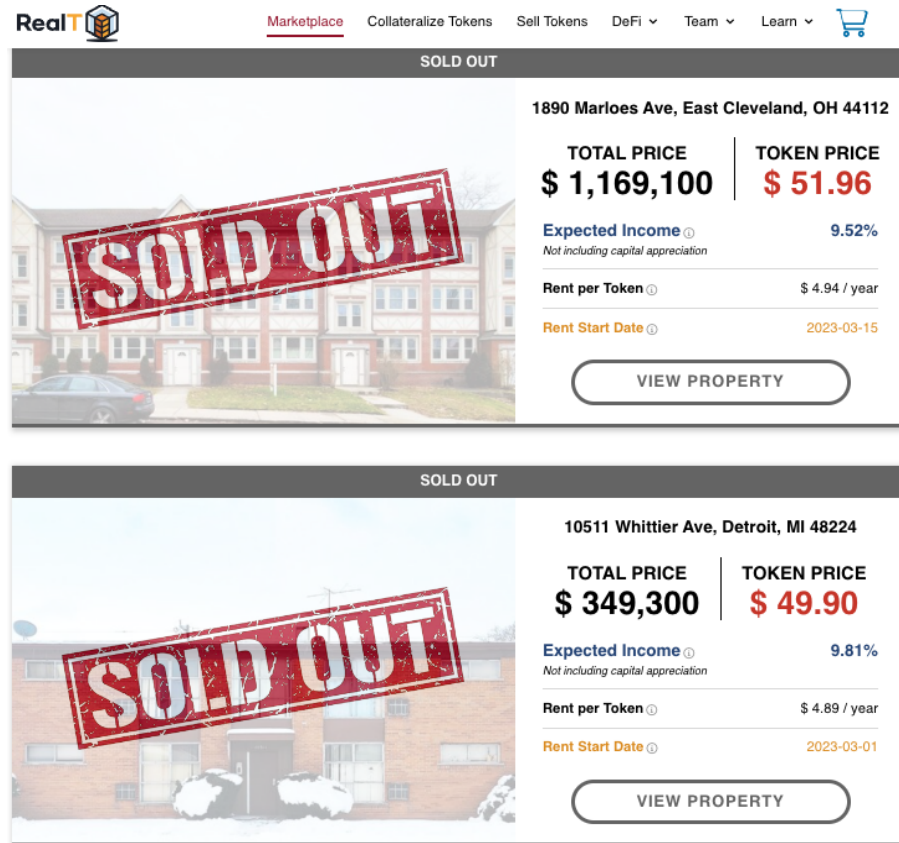 RealT
Marketplace Collateralize Tokens Sell Tokens DeFi Team Learn
SOLD OUT
SOLD OUT
1890 Marloes Ave, East Cleveland, OH 44112
TOTAL PRICE TOKEN PRICE
$ 1,169,100 $ 51.96
Expected Income 9.52%
Not including capital appreciation
Rent per Token $ 4.94 / year
Rent Start Date 2023-03-15
VIEW PROPERTY
SOLD OUT
SOLD OUT
10511 Whittier Ave, Detroit, MI 48224
TOTAL PRICE TOKEN PRICE
$ 349,300 $ 49.90
Expected Income 9.81%
Not including capital appreciation
Rent per Token $ 4.89 / year
Rent Start Date 2023-03-01
VIEW PROPERTY